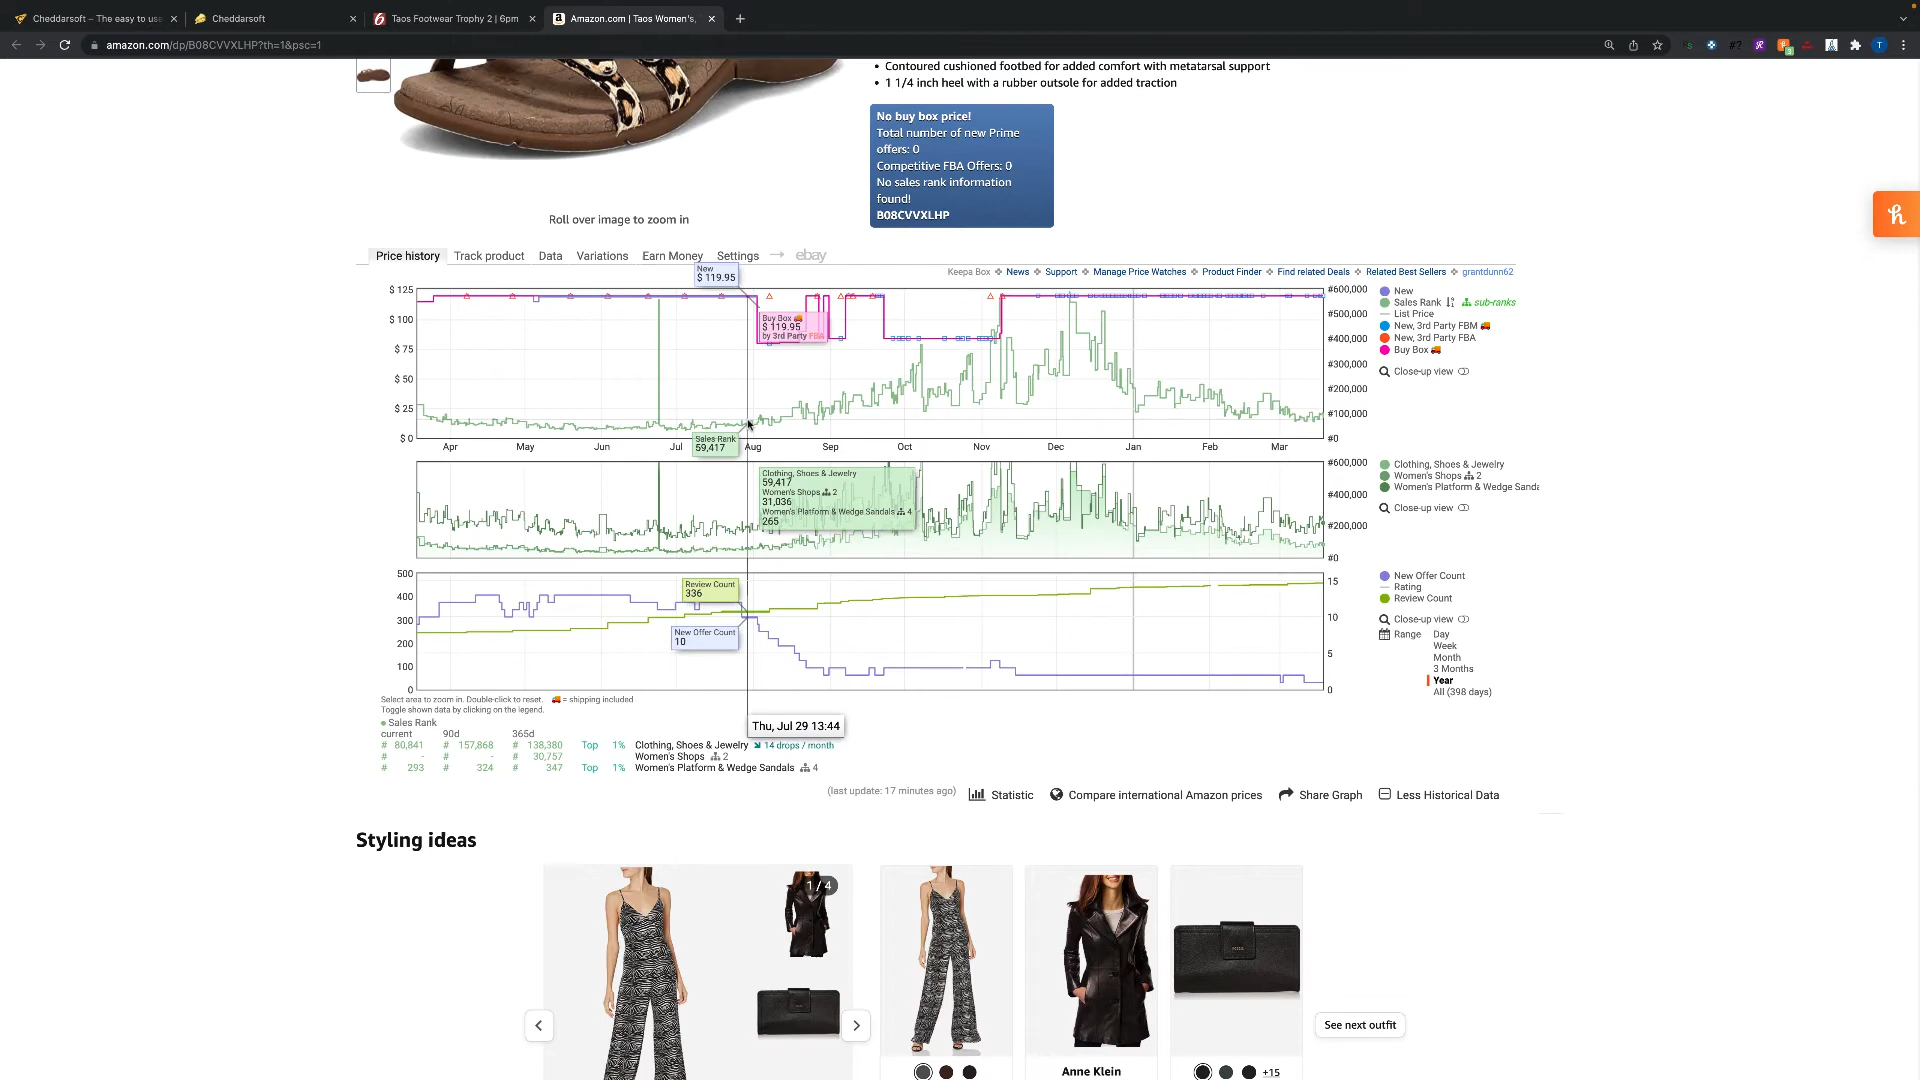 Cheddarsoft – The easy to use
Cheddarsoft
Taos Footwear Trophy 2 | 6pm
Amazon.com | Taos Women's,
amazon.com/dp/B08CVVXLHP?th=1&psc=1
• Contoured cushioned footbed for added comfort with metatarsal support
• 1 1/4 inch heel with a rubber outsole for added traction
No buy box price!
Total number of new Prime
offers: 0
Competitive FBA Offers: 0
No sales rank information
found!
B08CVVXLHP
Roll over image to zoom in
Price history Track product Data Variations Earn Money Settings ebay
Keepa Box News Support Manage Price Watches Product Finder Find related Deals Related Best Sellers grantdunn62
New
$ 119.95
$ 125
$ 100
$ 75
$ 50
$ 25
$ 0
Buy Box
$ 119.95
by 3rd Party FBA
#600,000
#500,000
#400,000
#300,000
#200,000
#100,000
#0
New
Sales Rank sub-ranks
List Price
New, 3rd Party FBM
New, 3rd Party FBA
Buy Box
Close-up view
Sales Rank
59,417
Apr May Jun Jul Aug Sep Oct Nov Dec Jan Feb Mar
Clothing, Shoes & Jewelry
59,417
Women's Shops 2
31,036
Women's Platform & Wedge Sandals 4
265
#600,000
#400,000
#200,000
#0
Clothing, Shoes & Jewelry
Women's Shops 2
Women's Platform & Wedge Sanda
Close-up view
500
400
300
200
100
0
Review Count
336
New Offer Count
10
15
10
5
0
New Offer Count
Rating
Review Count
Close-up view
Range Day
Week
Month
3 Months
Year
All (398 days)
Select area to zoom in. Double-click to reset. = shipping included
Toggle shown data by clicking on the legend.
Thu, Jul 29 13:44
Sales Rank
current 90d 365d
# 80,841 # 157,868 # 138,380 Top 1% Clothing, Shoes & Jewelry 14 drops / month
# - # - # 30,757 Women's Shops 2
# 293 # 324 # 347 Top 1% Women's Platform & Wedge Sandals 4
(last update: 17 minutes ago) Statistic Compare international Amazon prices Share Graph Less Historical Data
Styling ideas
1 / 4
See next outfit
Anne Klein
+15